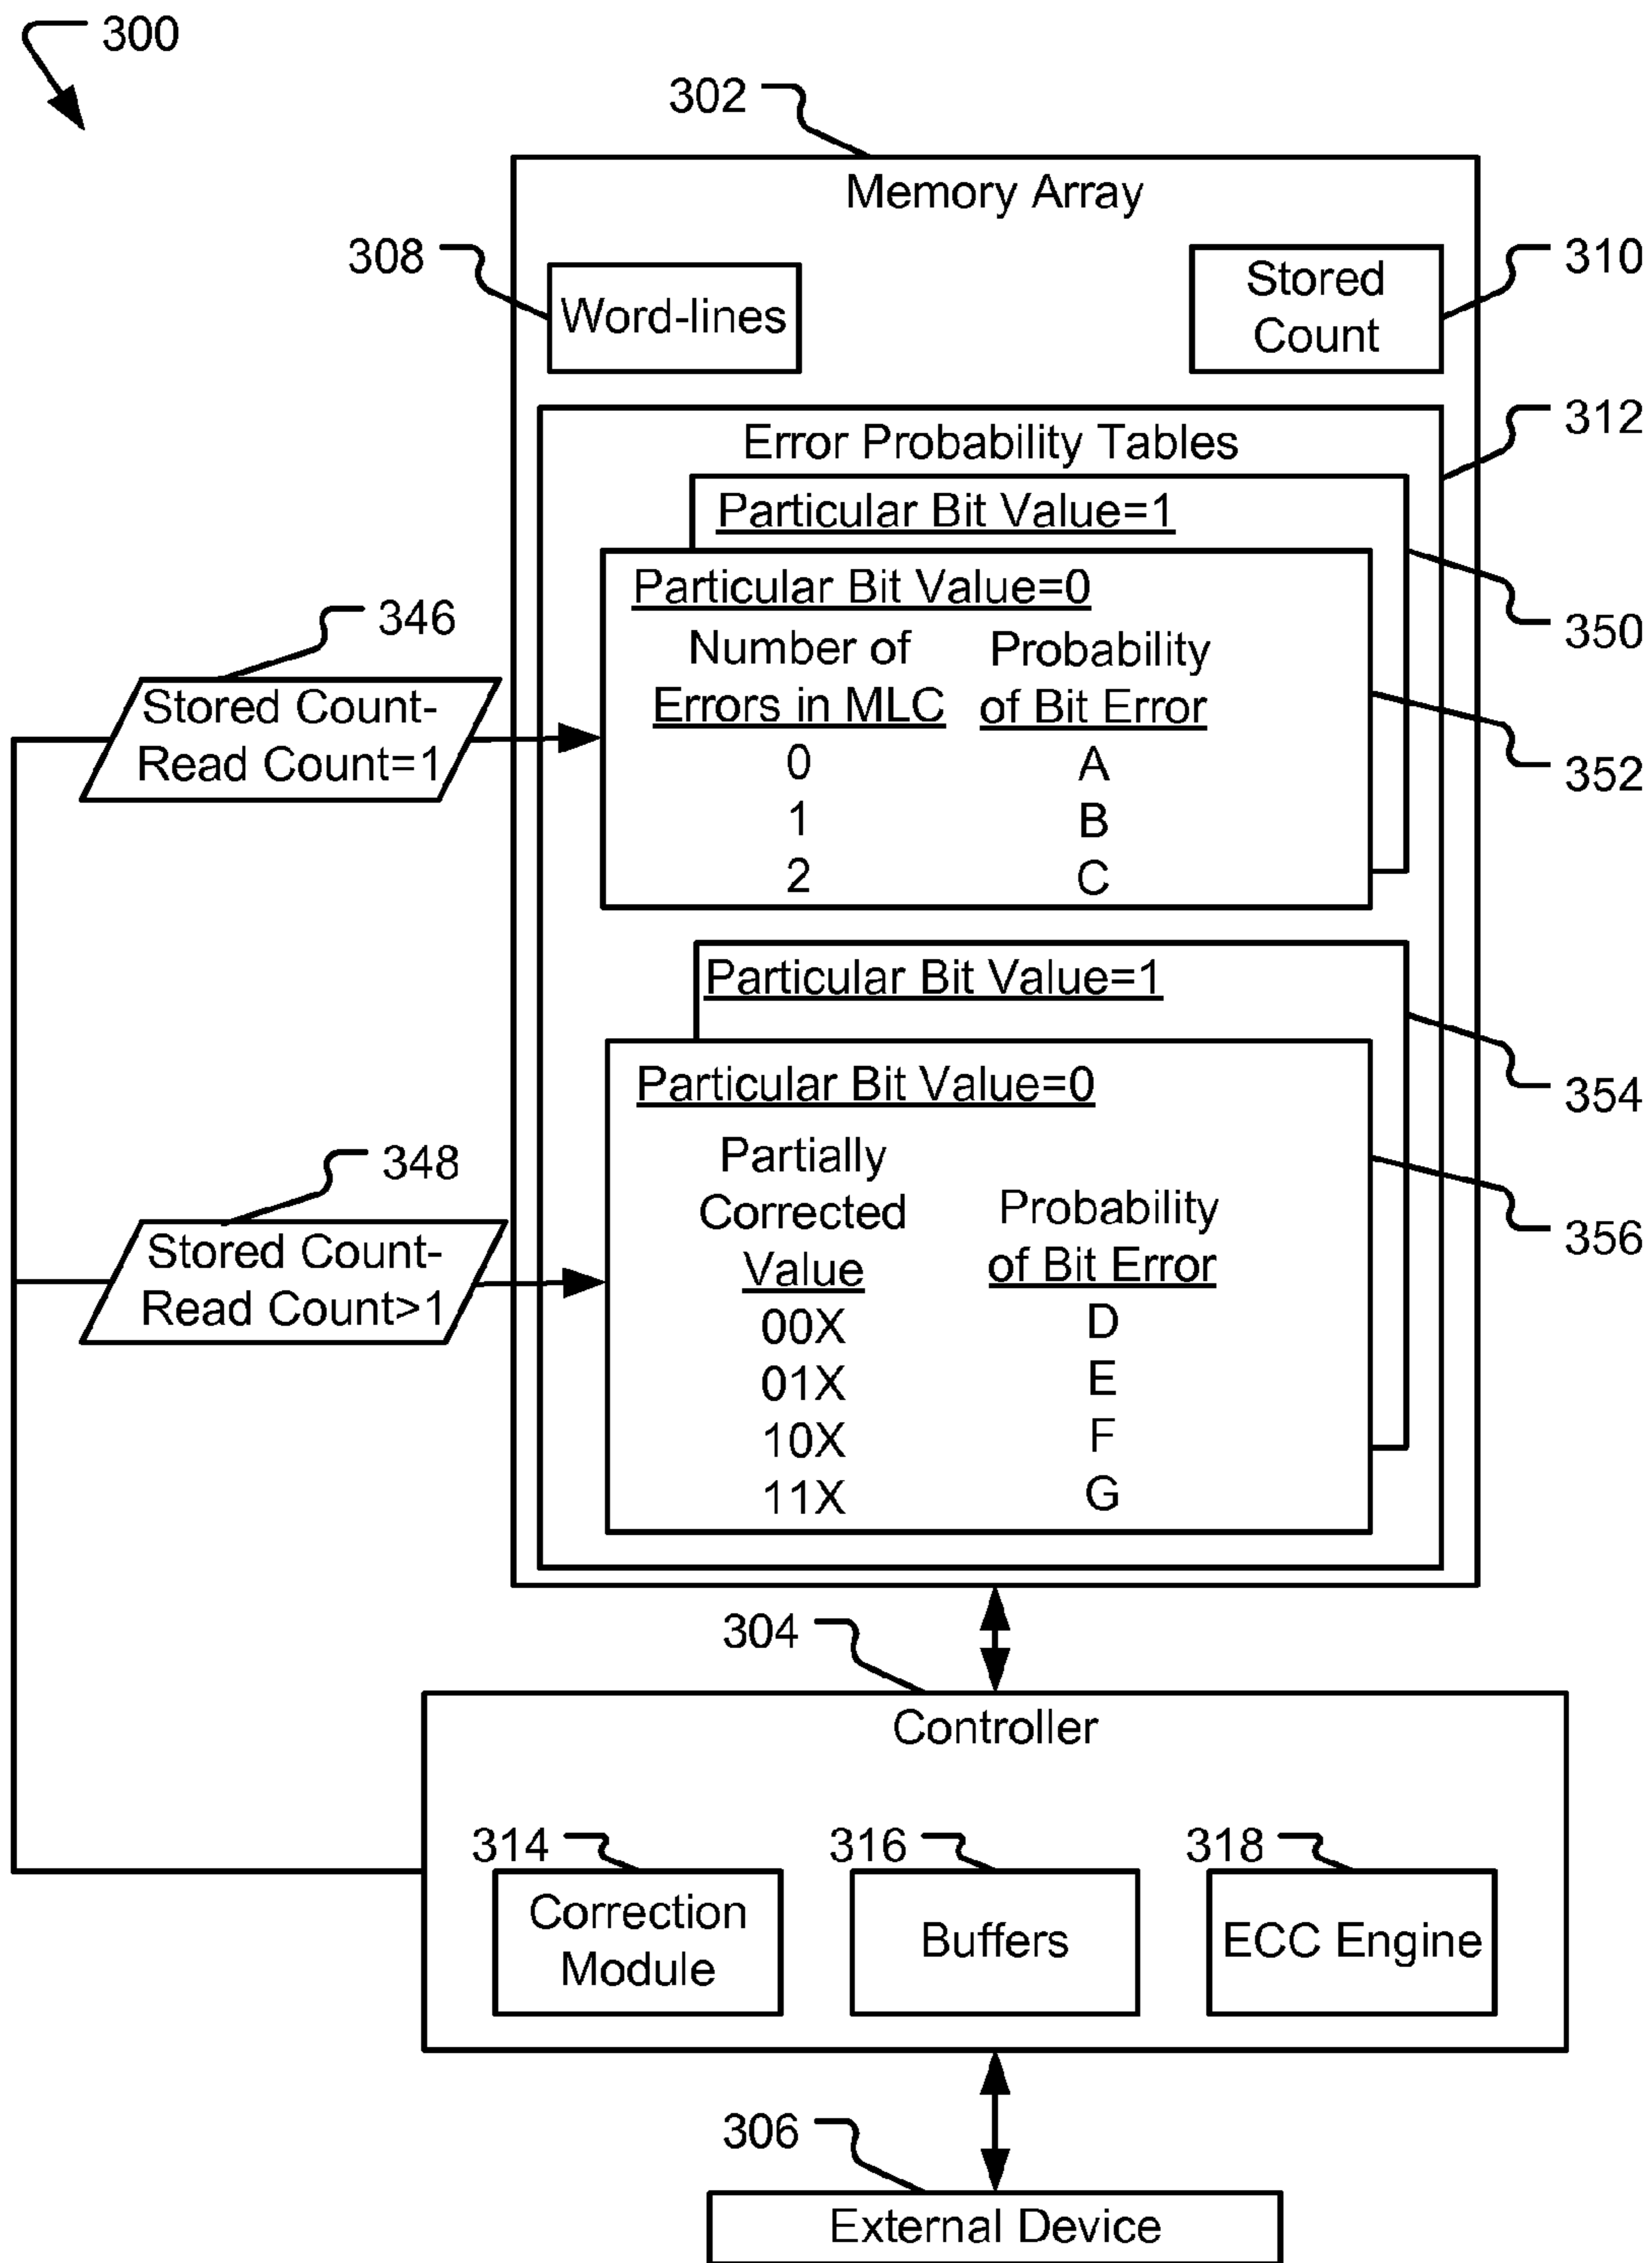 300
302
Memory Array
308
Word-lines
Stored
Count
310
312
Error Probability Tables
Particular Bit Value=1
Particular Bit Value=0
Number of
Errors in MLC
Probability
of Bit Error
0 A
1 B
2 C
350
352
346
Stored Count-
Read Count=1
Particular Bit Value=1
Particular Bit Value=0
Partially
Corrected
Value
Probability
of Bit Error
00X D
01X E
10X F
11X G
354
356
348
Stored Count-
Read Count>1
304
Controller
314
Correction
Module
316
Buffers
318
ECC Engine
306
External Device